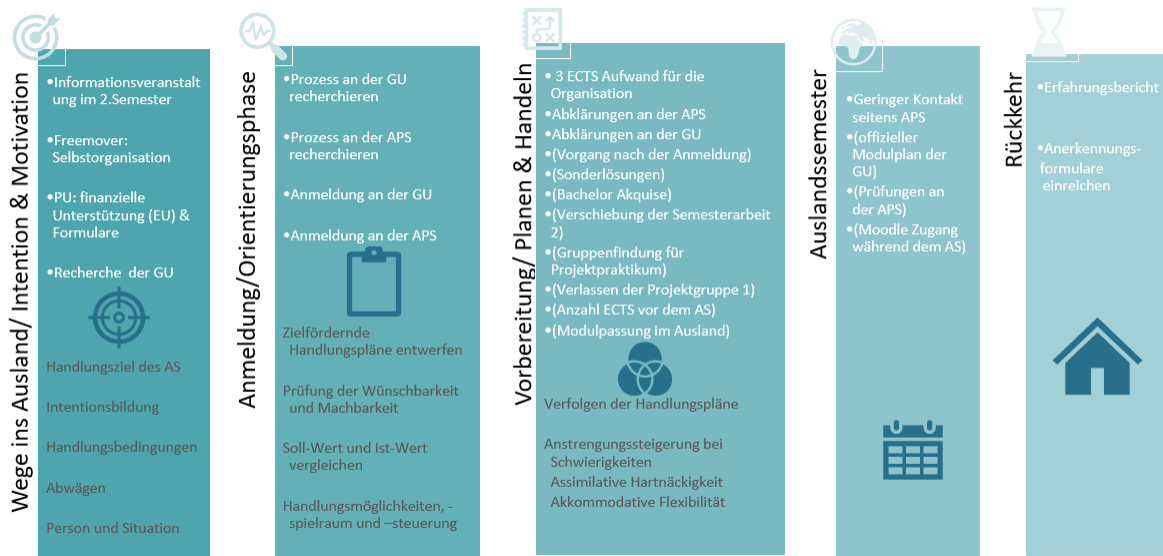 Wege ins Ausland/ Intention & Motivation
•Informationsveranstalt
ung im 2.Semester
•Freemover:
Selbstorganisation
•PU: finanzielle
Unterstützung (EU) &
Formulare
•Recherche der GU
Handlungsziel des AS
Intentionsbildung
Handlungsbedingungen
Abwägen
Person und Situation
Anmeldung/Orientierungsphase
•Prozess an der GU
recherchieren
•Prozess an der APS
recherchieren
•Anmeldung an der GU
•Anmeldung an der APS
Zielfördernde
Handlungspläne entwerfen
Prüfung der Wünschbarkeit
und Machbarkeit
Soll-Wert und Ist-Wert
vergleichen
Handlungsmöglichkeiten, -
spielraum und –steuerung
Vorbereitung/ Planen & Handeln
• 3 ECTS Aufwand für die
Organisation
•Abklärungen an der APS
•Abklärungen an der GU
•(Vorgang nach der Anmeldung)
•(Sonderlösungen)
•(Bachelor Akquise)
•(Verschiebung der Semesterarbeit
2)
•(Gruppenfindung für
Projektpraktikum)
•(Verlassen der Projektgruppe 1)
•(Anzahl ECTS vor dem AS)
•(Modulpassung im Ausland)
Verfolgen der Handlungspläne
Anstrengungssteigerung bei
Schwierigkeiten
Assimilative Hartnäckigkeit
Akkommodative Flexibilität
Auslandssemester
•Geringer Kontakt
seitens APS
•(offizieller
Modulplan der
GU)
•(Prüfungen an
der APS)
•(Moodle Zugang
während dem AS)
Rückkehr
•Erfahrungsbericht
•Anerkennungs-
formulare
einreichen